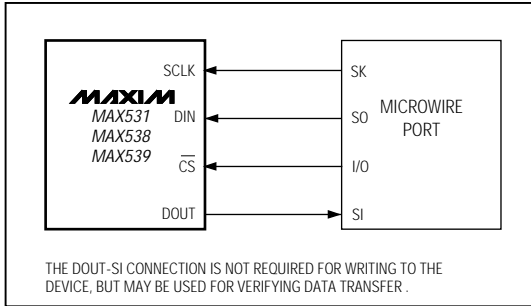 SCLK SK
MAXIM
MAX531 DIN SO MICROWIRE
MAX538 PORT
MAX539
CS I/O
DOUT SI
THE DOUT-SI CONNECTION IS NOT REQUIRED FOR WRITING TO THE
DEVICE, BUT MAY BE USED FOR VERIFYING DATA TRANSFER .